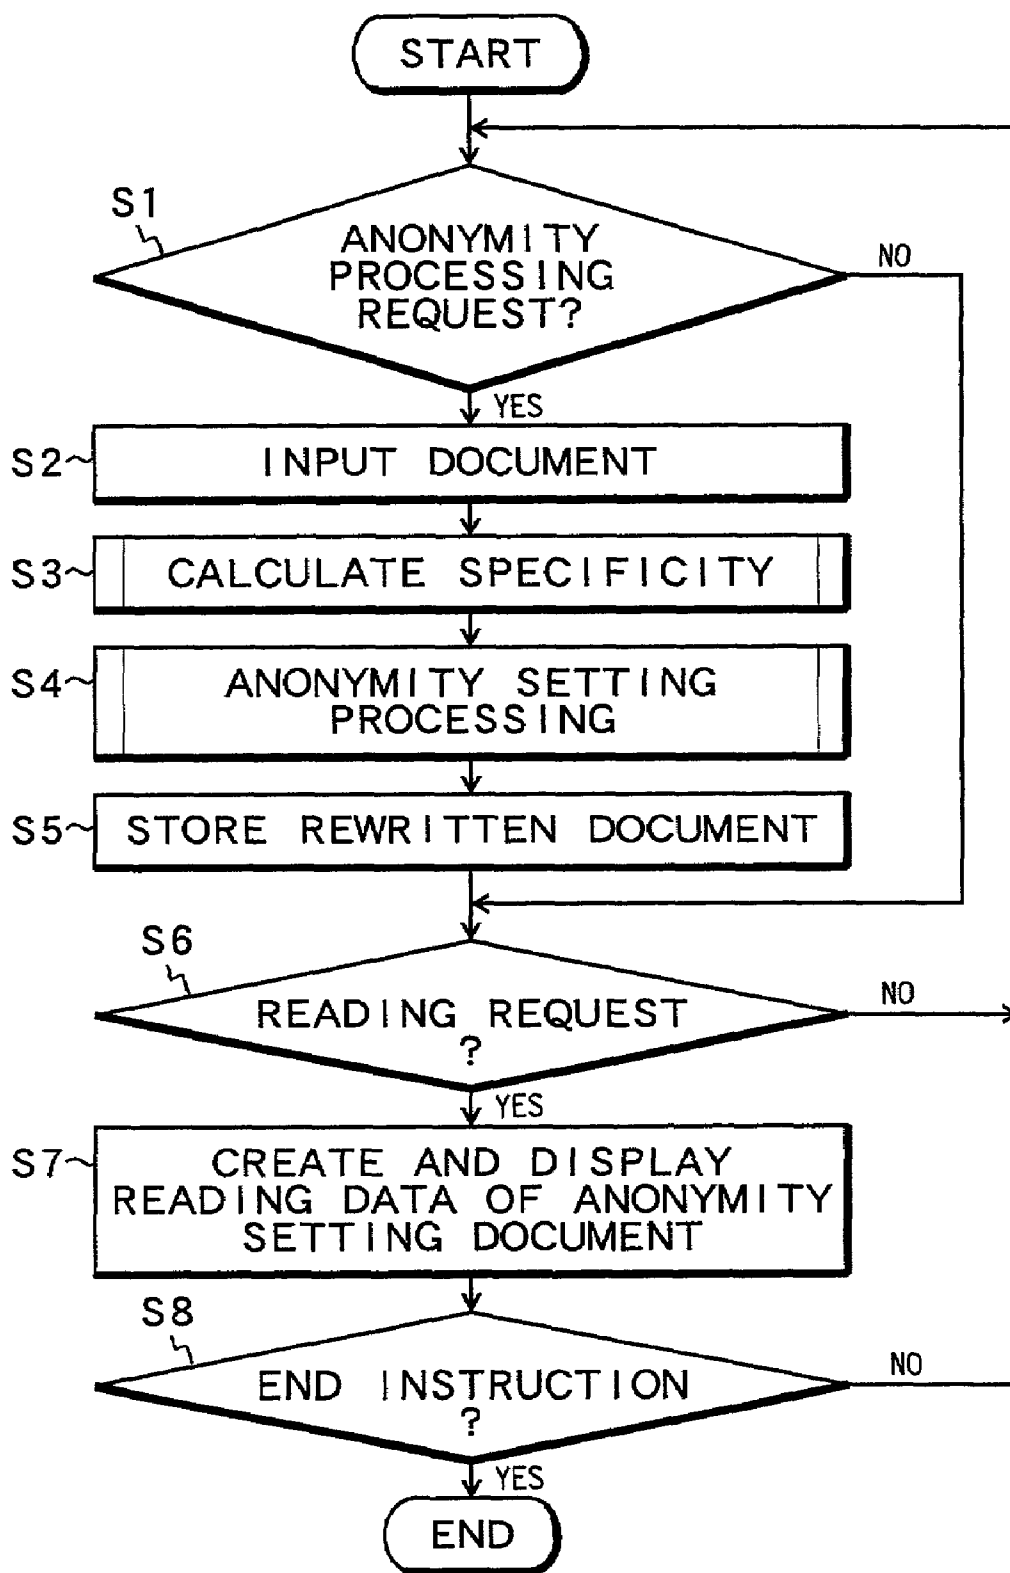 START
S1
ANONYMITY
PROCESSING
REQUEST?
NO
YES
S2
INPUT DOCUMENT
S3
CALCULATE SPECIFICITY
S4
ANONYMITY SETTING
PROCESSING
S5
STORE REWRITTEN DOCUMENT
S6
READING REQUEST
?
NO
YES
S7
CREATE AND DISPLAY
READING DATA OF ANONYMITY
SETTING DOCUMENT
S8
END INSTRUCTION
?
NO
YES
END